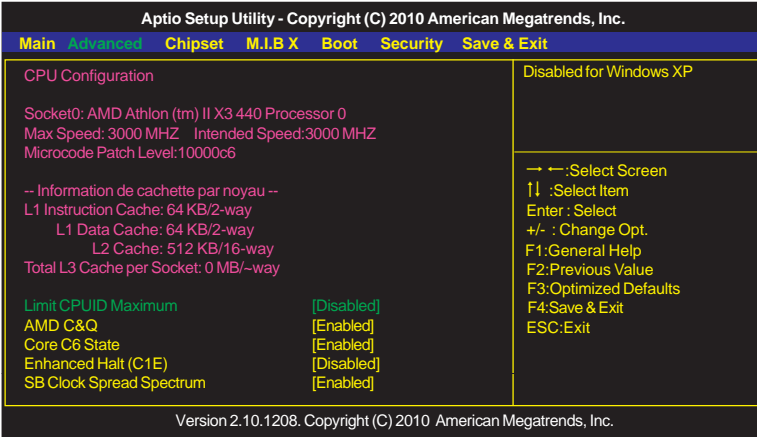 Aptio Setup Utility - Copyright (C) 2010 American Megatrends, Inc.
Main Advanced Chipset M.I.B X Boot Security Save & Exit
CPU Configuration
Socket0: AMD Athlon (tm) II X3 440 Processor 0
Max Speed: 3000 MHZ Intended Speed:3000 MHZ
Microcode Patch Level:10000c6
-- Information de cachette par noyau --
L1 Instruction Cache: 64 KB/2-way
L1 Data Cache: 64 KB/2-way
L2 Cache: 512 KB/16-way
Total L3 Cache per Socket: 0 MB/~way
Limit CPUID Maximum [Disabled]
AMD C&Q [Enabled]
Core C6 State [Enabled]
Enhanced Halt (C1E) [Disabled]
SB Clock Spread Spectrum [Enabled]
Disabled for Windows XP
→ ←:Select Screen
↑↓ :Select Item
Enter : Select
+/- : Change Opt.
F1:General Help
F2:Previous Value
F3:Optimized Defaults
F4:Save & Exit
ESC:Exit
Version 2.10.1208. Copyright (C) 2010 American Megatrends, Inc.